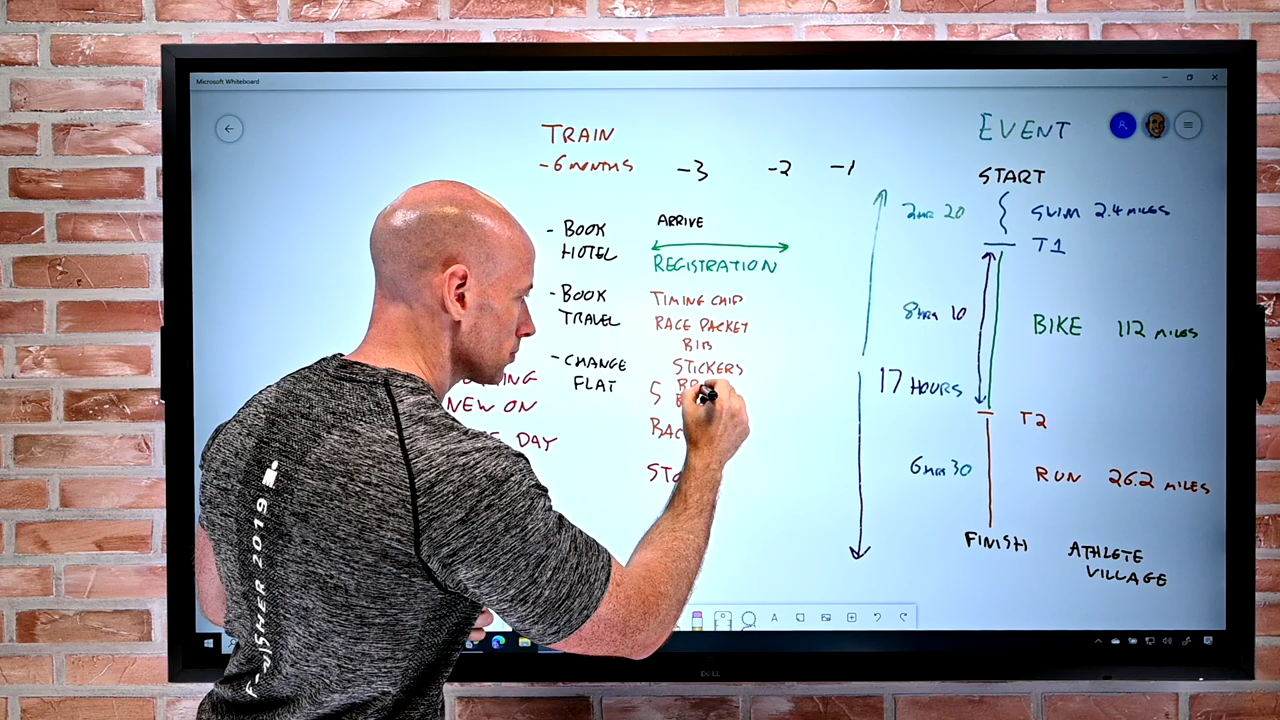 Microsoft Whiteboard
TRAIN
-6 MONTHS
-3
-2
-1
- BOOK
HOTEL
- BOOK
TRAVEL
- CHANGE
FLAT
NEW ON
DAY
ARRIVE
REGISTRATION
TIMING CHIP
RACE PACKET
BIB
STICKERS
5
EVENT
START
2HR 20
SWIM 2.4 MILES
T1
8HRS 10
BIKE 112 MILES
17 HOURS
T2
6HRS 30
RUN 26.2 MILES
FINISH
ATHLETE
VILLAGE
FINISHER 2019
DELL